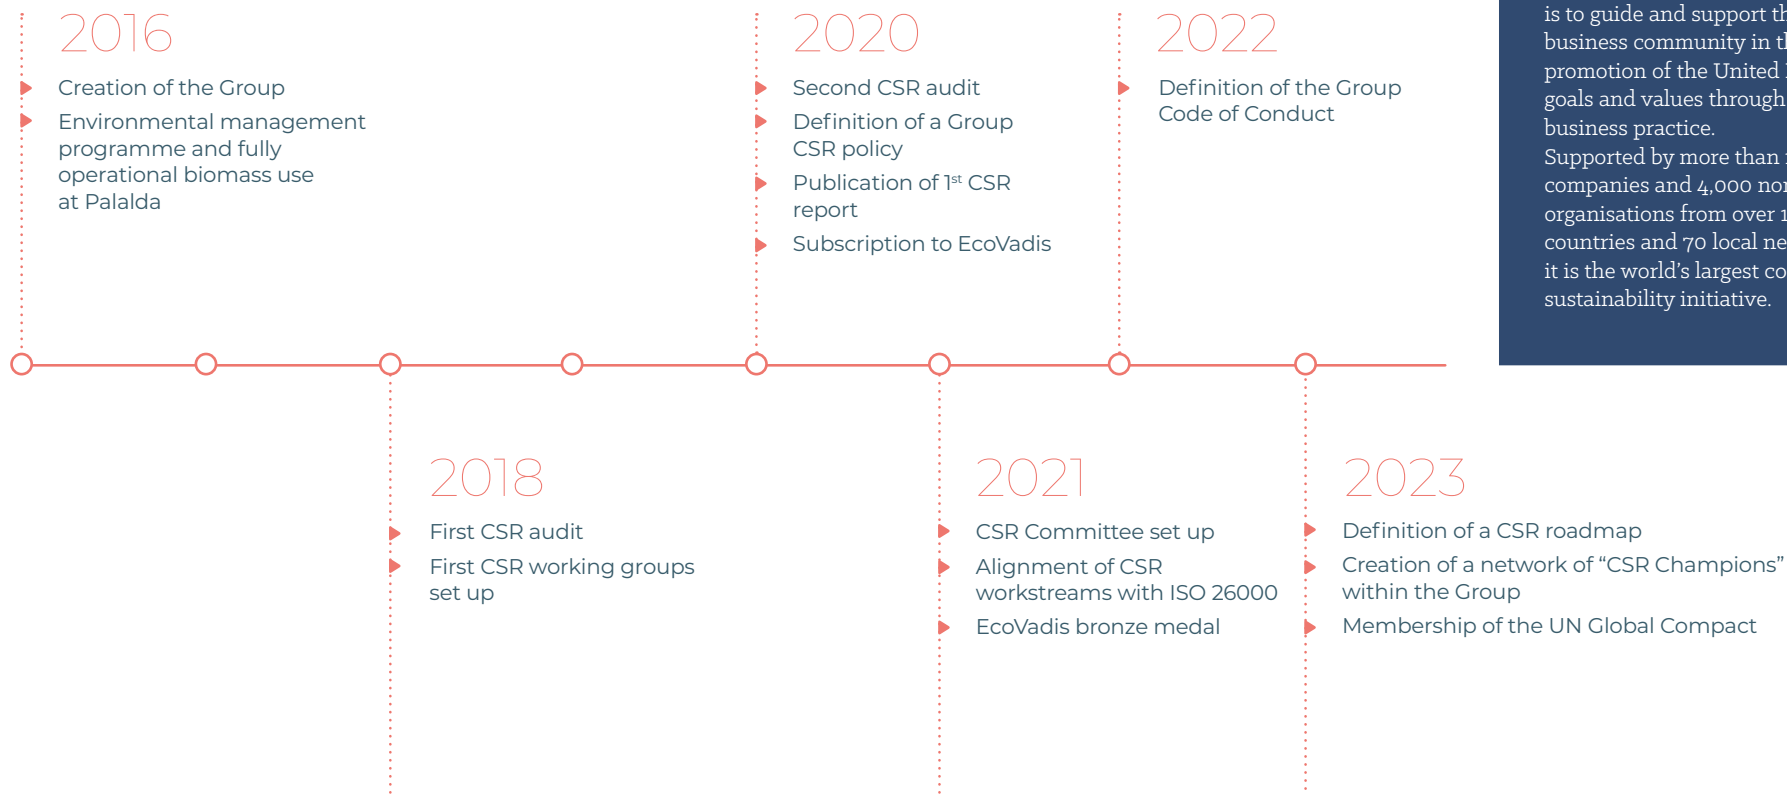 2016
Creation of the Group
Environmental management
programme and fully
operational biomass use
at Palalda
2018
First CSR audit
First CSR working groups
set up
2020
Second CSR audit
Definition of a Group
CSR policy
Publication of 1st CSR
report
Subscription to EcoVadis
2021
CSR Committee set up
Alignment of CSR
workstreams with ISO 26000
EcoVadis bronze medal
2022
Definition of the Group
Code of Conduct
2023
Definition of a CSR roadmap
Creation of a network of “CSR Champions”
within the Group
Membership of the UN Global Compact
is to guide and support
business community in
promotion of the United
goals and values through
business practice.
Supported by more than
companies and 4,000
organisations from over
countries and 70 local
it is the world’s largest
sustainability initiative.